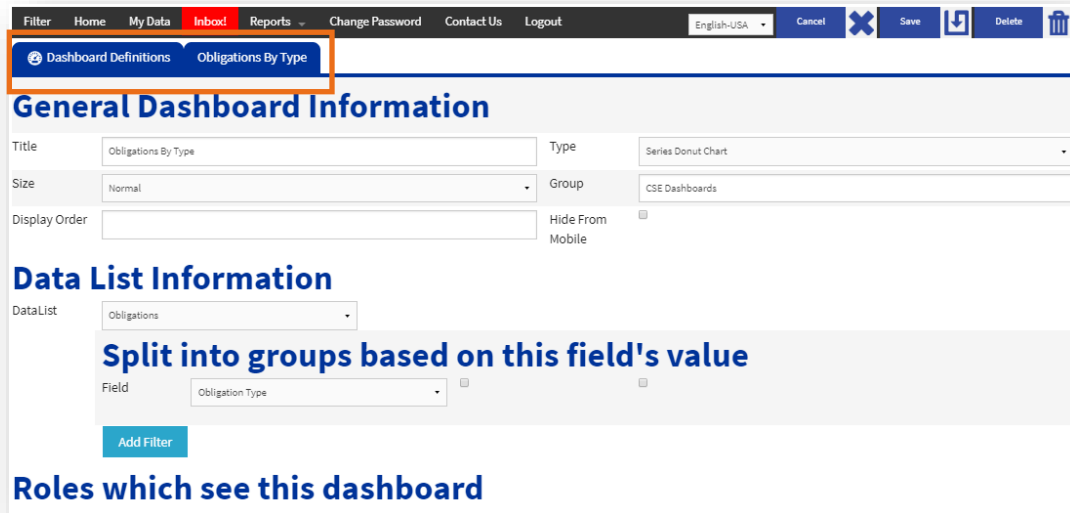 Filter Home My Data Inbox! Reports Change Password Contact Us Logout English-USA Cancel Save Delete
Dashboard Definitions Obligations By Type
General Dashboard Information
Title Obligations By Type Type Series Donut Chart
Size Normal Group CSE Dashboards
Display Order Hide From
Mobile
Data List Information
DataList Obligations
Split into groups based on this field's value
Field Obligation Type
Add Filter
Roles which see this dashboard